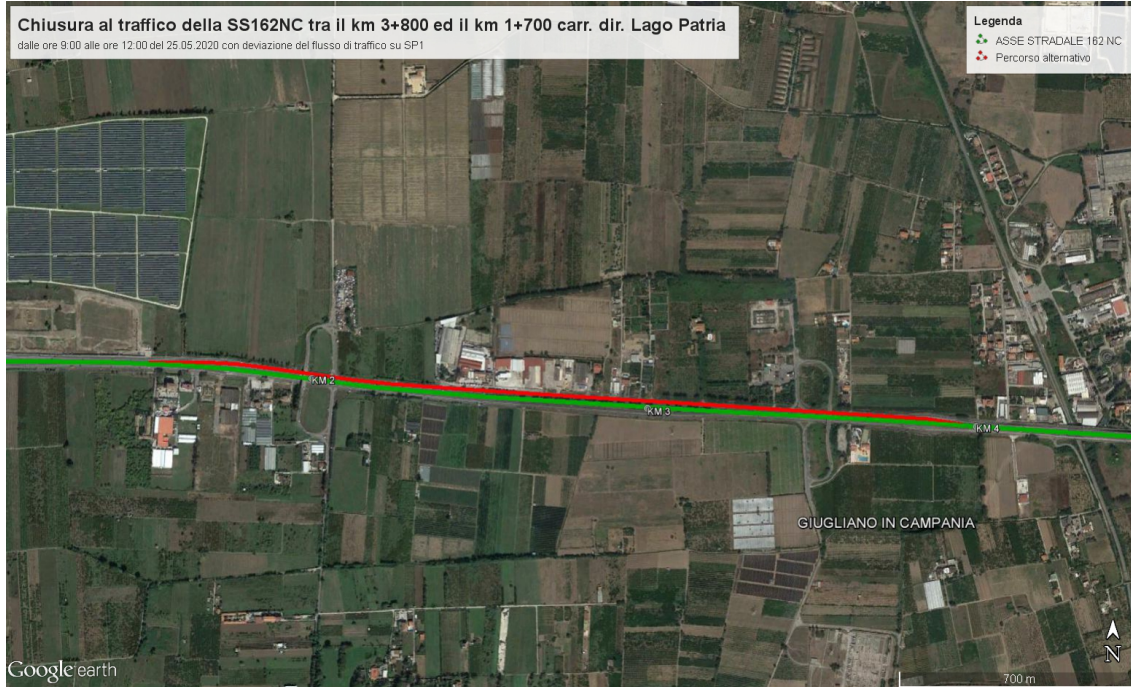 Chiusura al traffico della SS162NC tra il km 3+800 ed il km 1+700 carr. dir. Lago Patria
dalle ore 9:00 alle ore 12:00 del 25.05.2020 con deviazione del flusso di traffico su SP1
Legenda
ASSE STRADALE 162 NC
Percorso alternativo
KM 2
KM 3
KM 4
GIUGLIANO IN CAMPANIA
Google earth
N
700 m